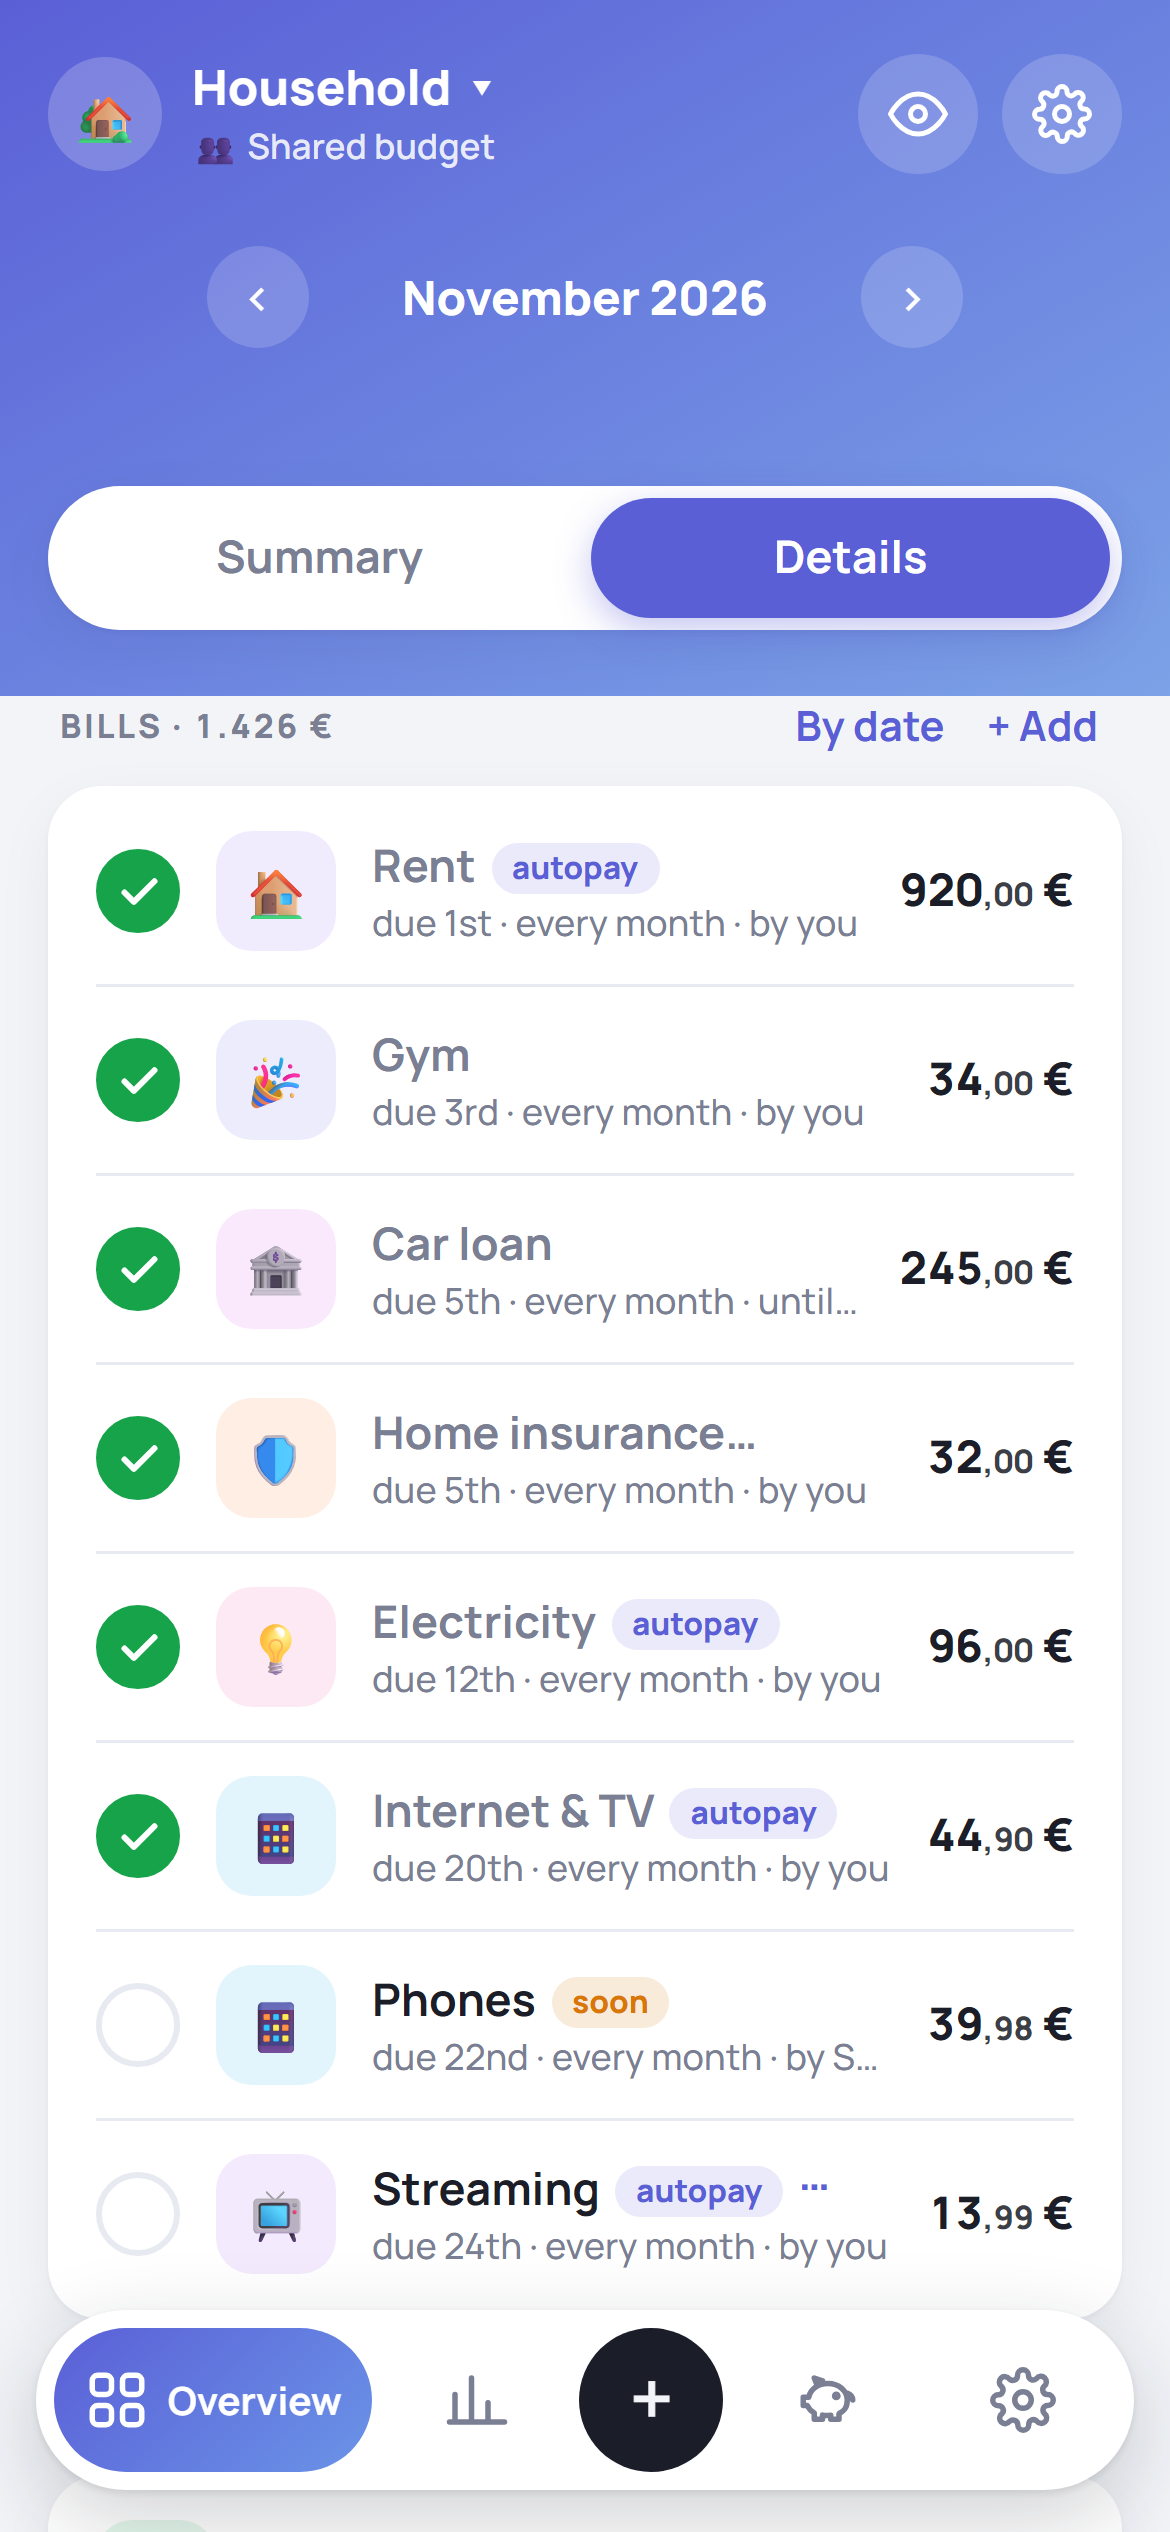 Household ▼
👥 Shared budget
November 2026
Summary
Details
BILLS · 1.426 €
By date
+ Add
Rent autopay
due 1st · every month · by you
920,00 €
Gym
due 3rd · every month · by you
34,00 €
Car loan
due 5th · every month · until…
245,00 €
Home insurance…
due 5th · every month · by you
32,00 €
Electricity autopay
due 12th · every month · by you
96,00 €
Internet & TV autopay
due 20th · every month · by you
44,90 €
Phones soon
due 22nd · every month · by S…
39,98 €
Streaming autopay …
due 24th · every month · by you
13,99 €
Overview
+